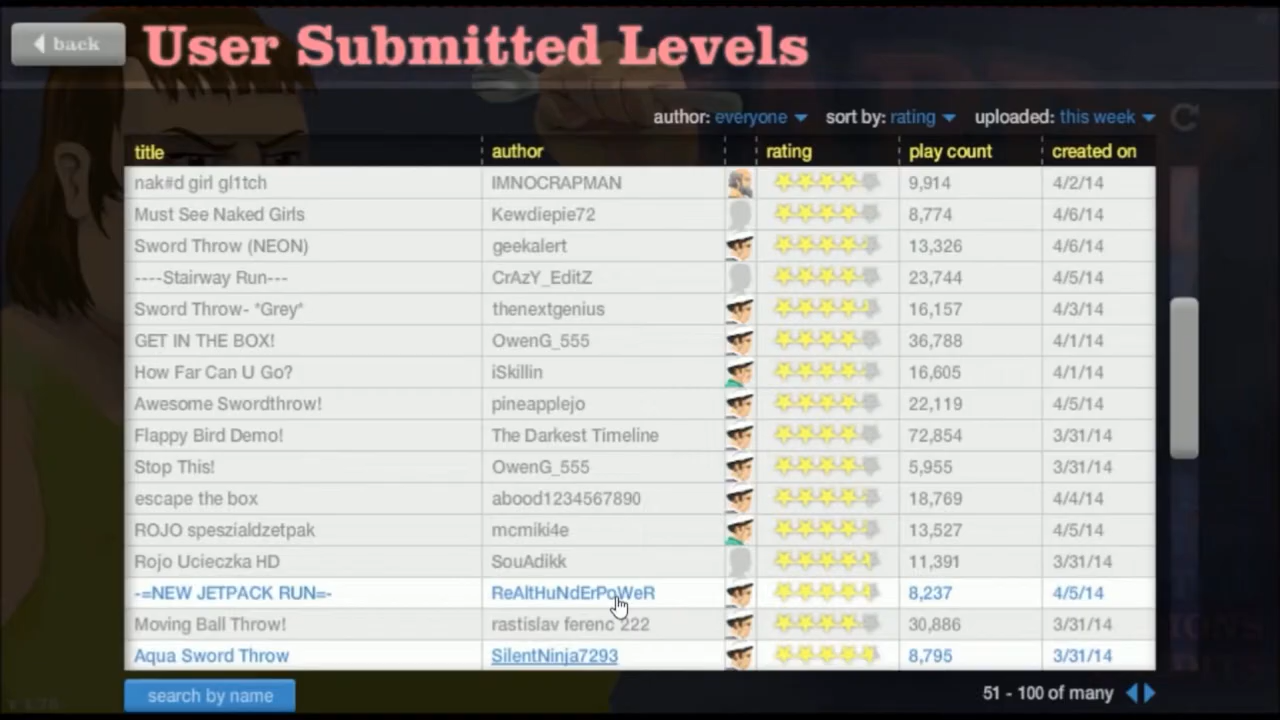 back
User Submitted Levels
author: everyone sort by: rating uploaded: this week
title author rating play count created on
nak#d girl gl1tch IMNOCRAPMAN 9,914 4/2/14
Must See Naked Girls Kewdiepie72 8,774 4/6/14
Sword Throw (NEON) geekalert 13,326 4/6/14
----Stairway Run--- CrAzY_EditZ 23,744 4/5/14
Sword Throw- *Grey* thenextgenius 16,157 4/3/14
GET IN THE BOX! OwenG_555 36,788 4/1/14
How Far Can U Go? iSkillin 16,605 4/1/14
Awesome Swordthrow! pineapplejo 22,119 4/5/14
Flappy Bird Demo! The Darkest Timeline 72,854 3/31/14
Stop This! OwenG_555 5,955 3/31/14
escape the box abood1234567890 18,769 4/4/14
ROJO speszialdzetpak mcmiki4e 13,527 4/5/14
Rojo Ucieczka HD SouAdikk 11,391 3/31/14
-=NEW JETPACK RUN=- ReAltHuNdErPoWeR 8,237 4/5/14
Moving Ball Throw! rastislav ferenc 222 30,886 3/31/14
Aqua Sword Throw SilentNinja7293 8,795 3/31/14
search by name 51 - 100 of many